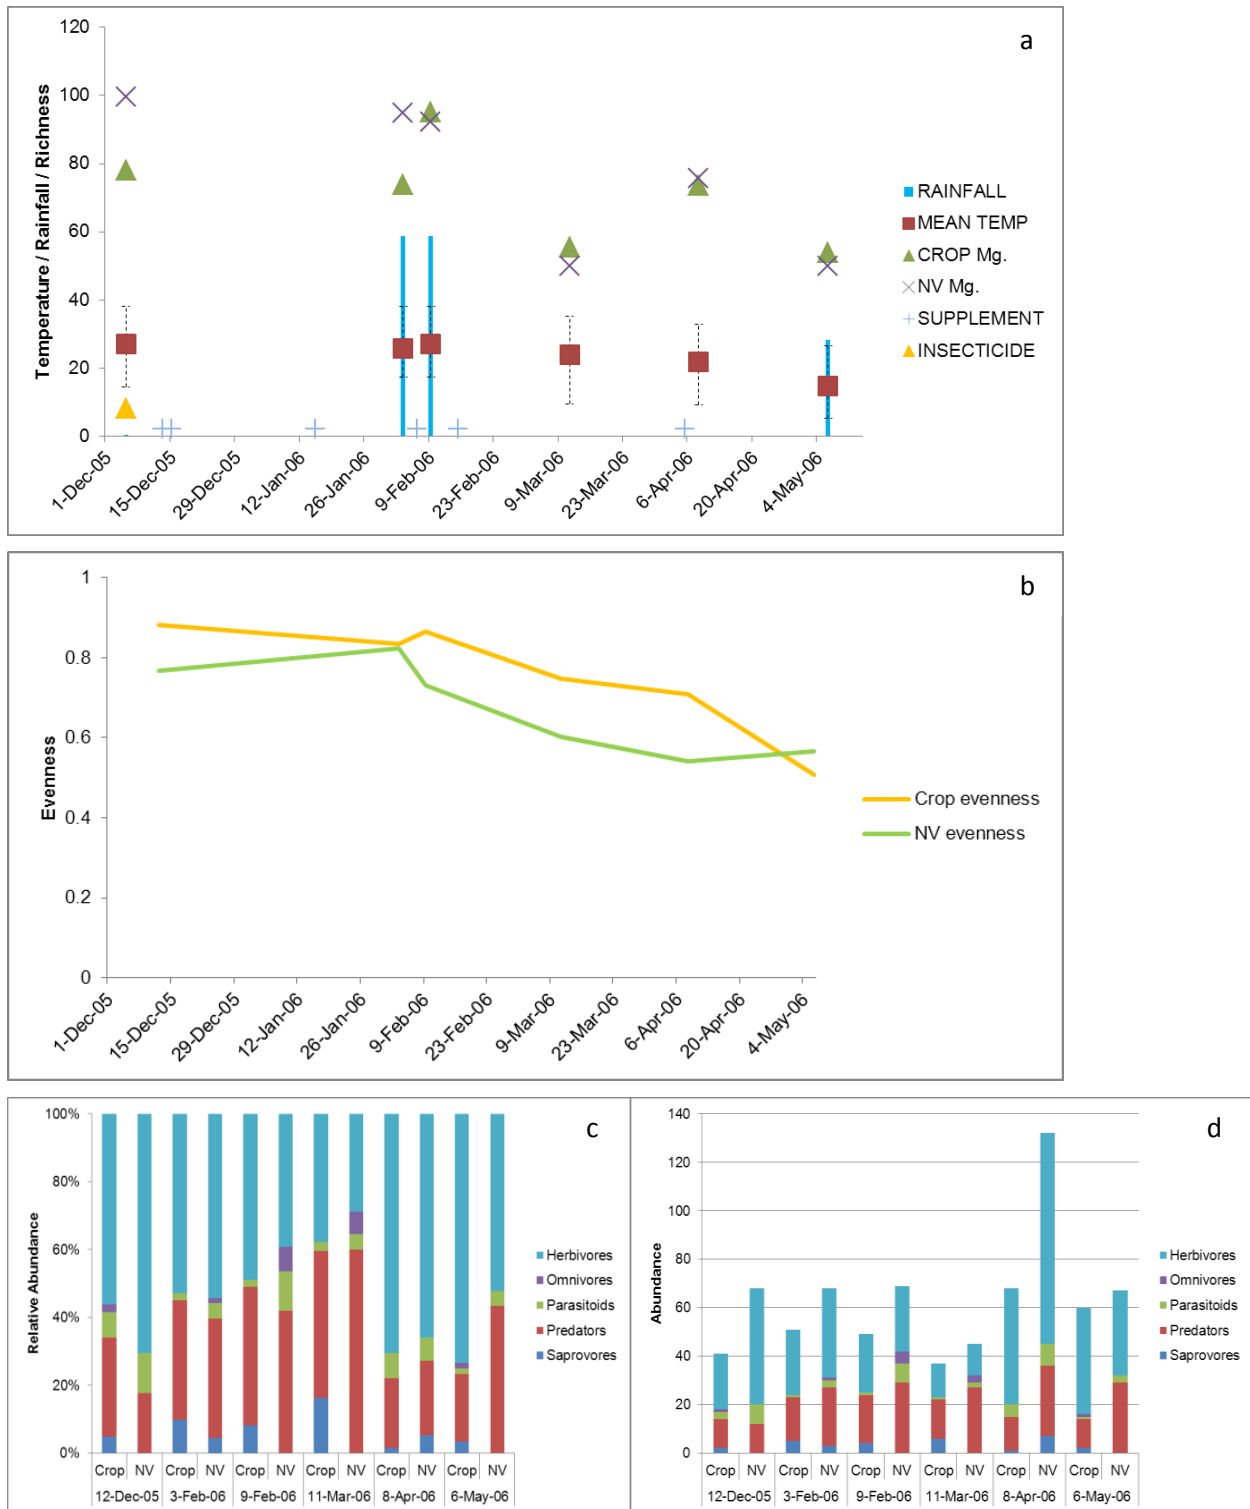 a
120
100
80
60
40
20
0
Temperature / Rainfall / Richness
1-Dec-05
15-Dec-05
29-Dec-05
12-Jan-06
26-Jan-06
9-Feb-06
23-Feb-06
9-Mar-06
23-Mar-06
6-Apr-06
20-Apr-06
4-May-06
RAINFALL
MEAN TEMP
CROP Mg.
NV Mg.
SUPPLEMENT
INSECTICIDE
b
1
0.8
0.6
0.4
0.2
0
Evenness
1-Dec-05
15-Dec-05
29-Dec-05
12-Jan-06
26-Jan-06
9-Feb-06
23-Feb-06
9-Mar-06
23-Mar-06
6-Apr-06
20-Apr-06
4-May-06
Crop evenness
NV evenness
c
100%
80%
60%
40%
20%
0%
Relative Abundance
Crop NV Crop NV Crop NV Crop NV Crop NV Crop NV
12-Dec-05 3-Feb-06 9-Feb-06 11-Mar-06 8-Apr-06 6-May-06
Herbivores
Omnivores
Parasitoids
Predators
Saprovores
d
140
120
100
80
60
40
20
0
Abundance
Crop NV Crop NV Crop NV Crop NV Crop NV Crop NV
12-Dec-05 3-Feb-06 9-Feb-06 11-Mar-06 8-Apr-06 6-May-06
Herbivores
Omnivores
Parasitoids
Predators
Saprovores